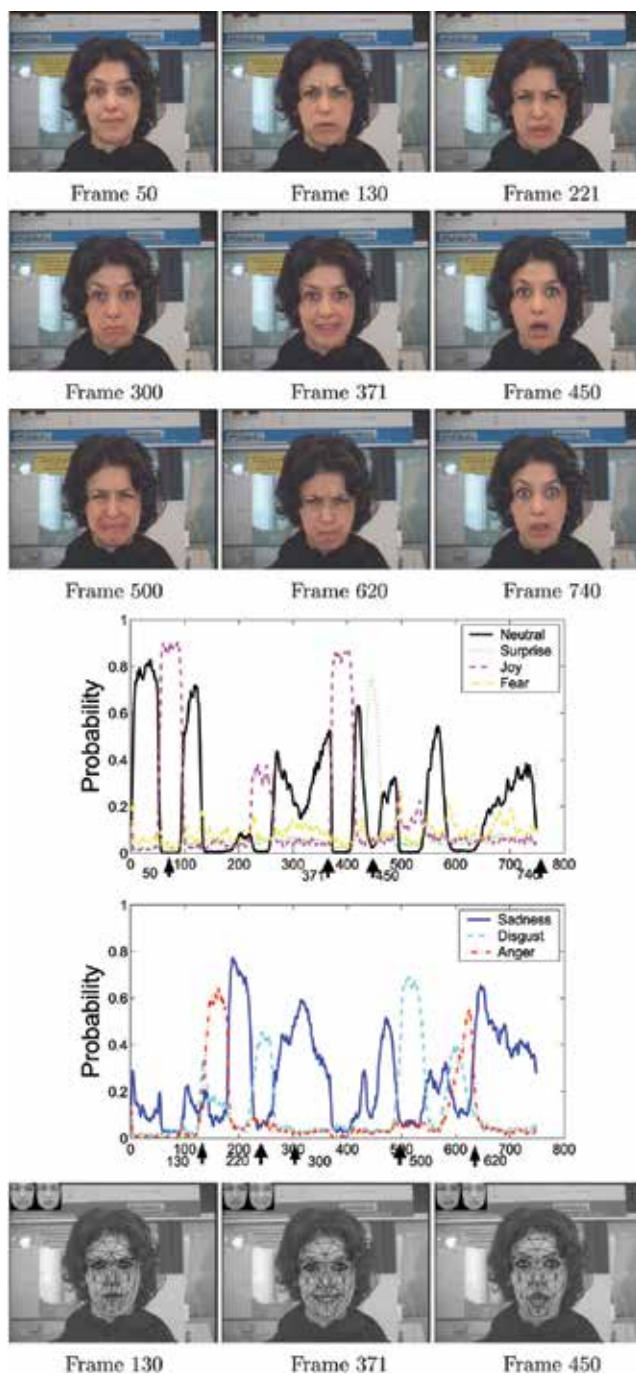 Frame 50 Frame 130 Frame 221
Frame 300 Frame 371 Frame 450
Frame 500 Frame 620 Frame 740
1
0.8
0.6
0.4
0.2
0
Probability
Neutral
Surprise
Joy
Fear
0 100 200 300 400 500 600 700 800
50 371 450 740
1
0.8
0.6
0.4
0.2
0
Probability
Sadness
Disgust
Anger
0 100 200 300 400 500 600 700 800
130 220 300 500 620
Frame 130 Frame 371 Frame 450